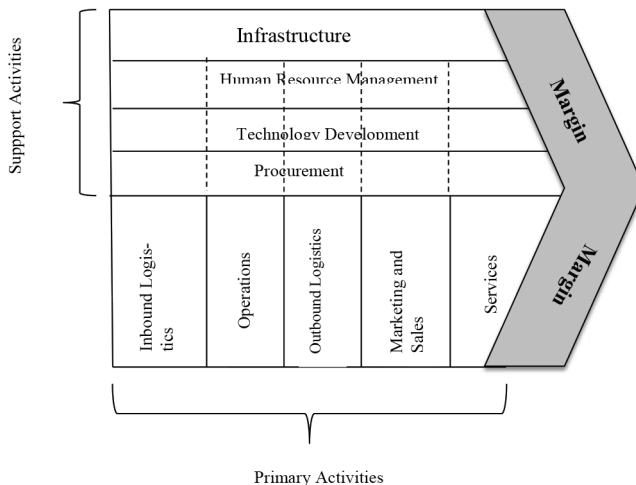 Infrastructure
Human Resource Management
Technology Development
Procurement
Suppport Activities
Margin
Margin
Inbound Logis-
tics
Operations
Outbound Logistics
Marketing and
Sales
Services
Primary Activities